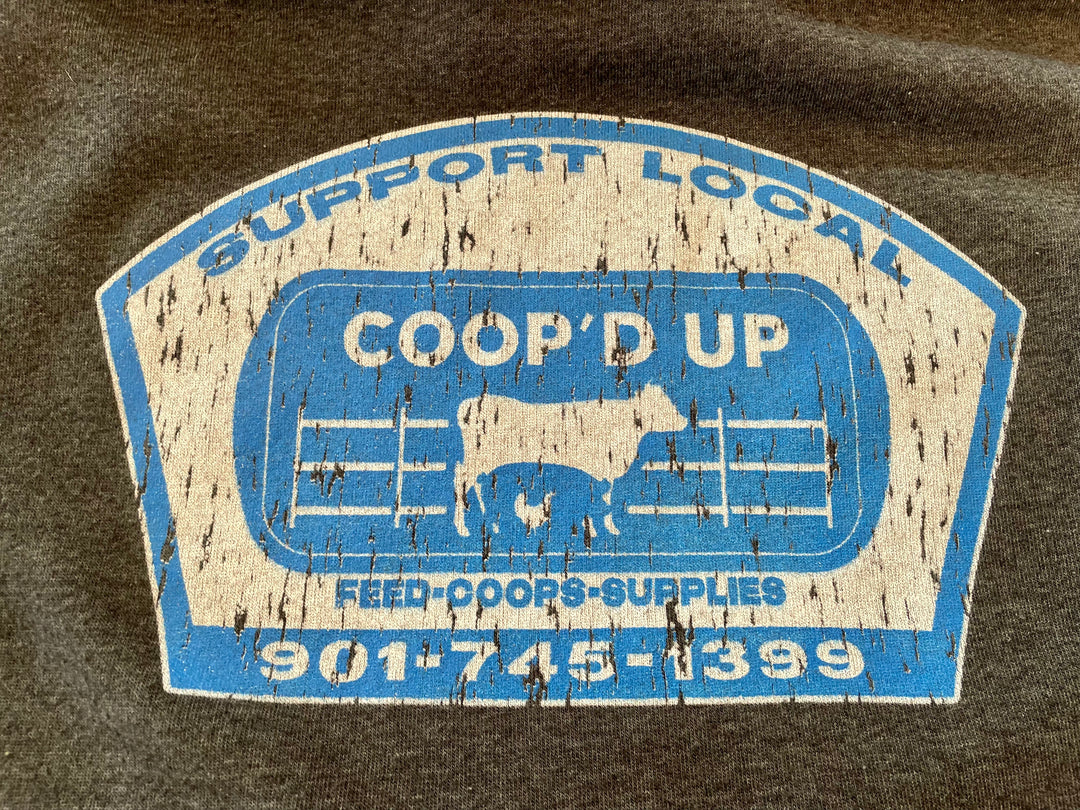 SUPPORT LOCAL
COOP'D UP
FEED-COOPS-SUPPLIES
901-745-1399